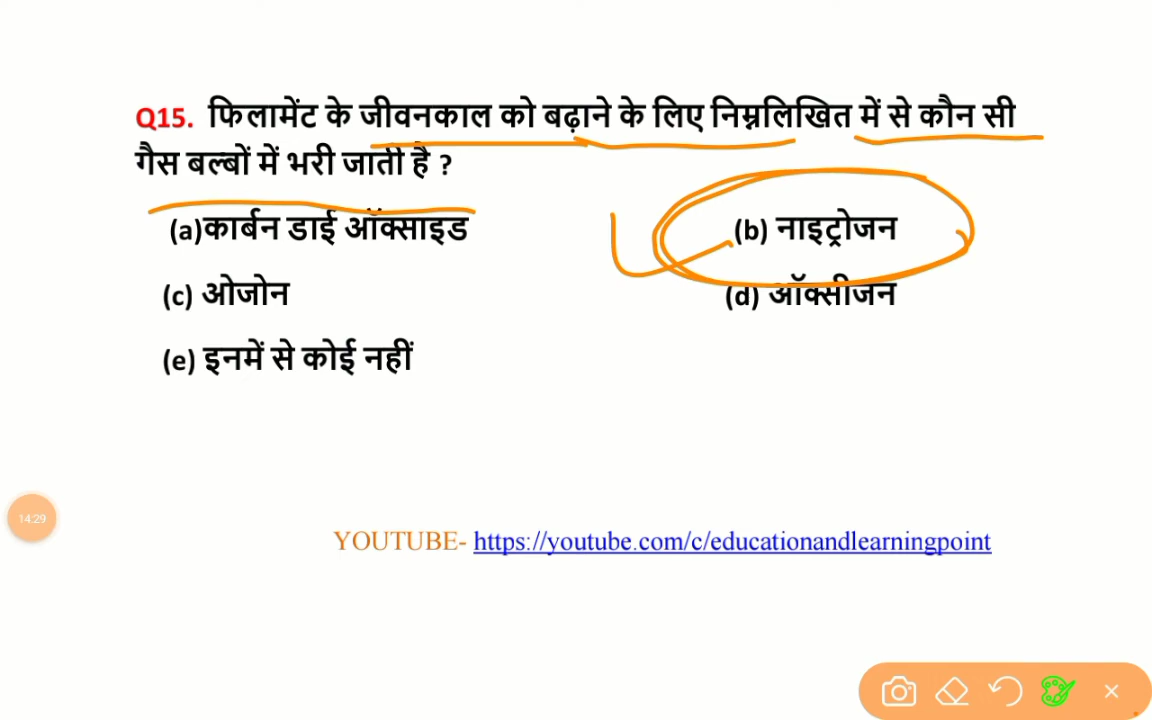 Q15. फिलामेंट के जीवनकाल को बढ़ाने के लिए निम्नलिखित में से कौन सी
गैस बल्बों में भरी जाती है ?
(a)कार्बन डाई ऑक्साइड (b) नाइट्रोजन
(c) ओजोन (d) ऑक्सीजन
(e) इनमें से कोई नहीं
14:29
YOUTUBE- https://youtube.com/c/educationandlearningpoint